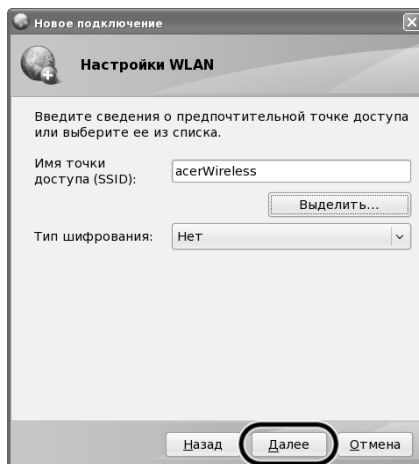 Новое подключение
Настройки WLAN
Введите сведения о предпочтительной точке доступа
или выберите ее из списка.
Имя точки
доступа (SSID):
acerWireless
Выделить...
Тип шифрования:
Нет
Назад
Далее
Отмена